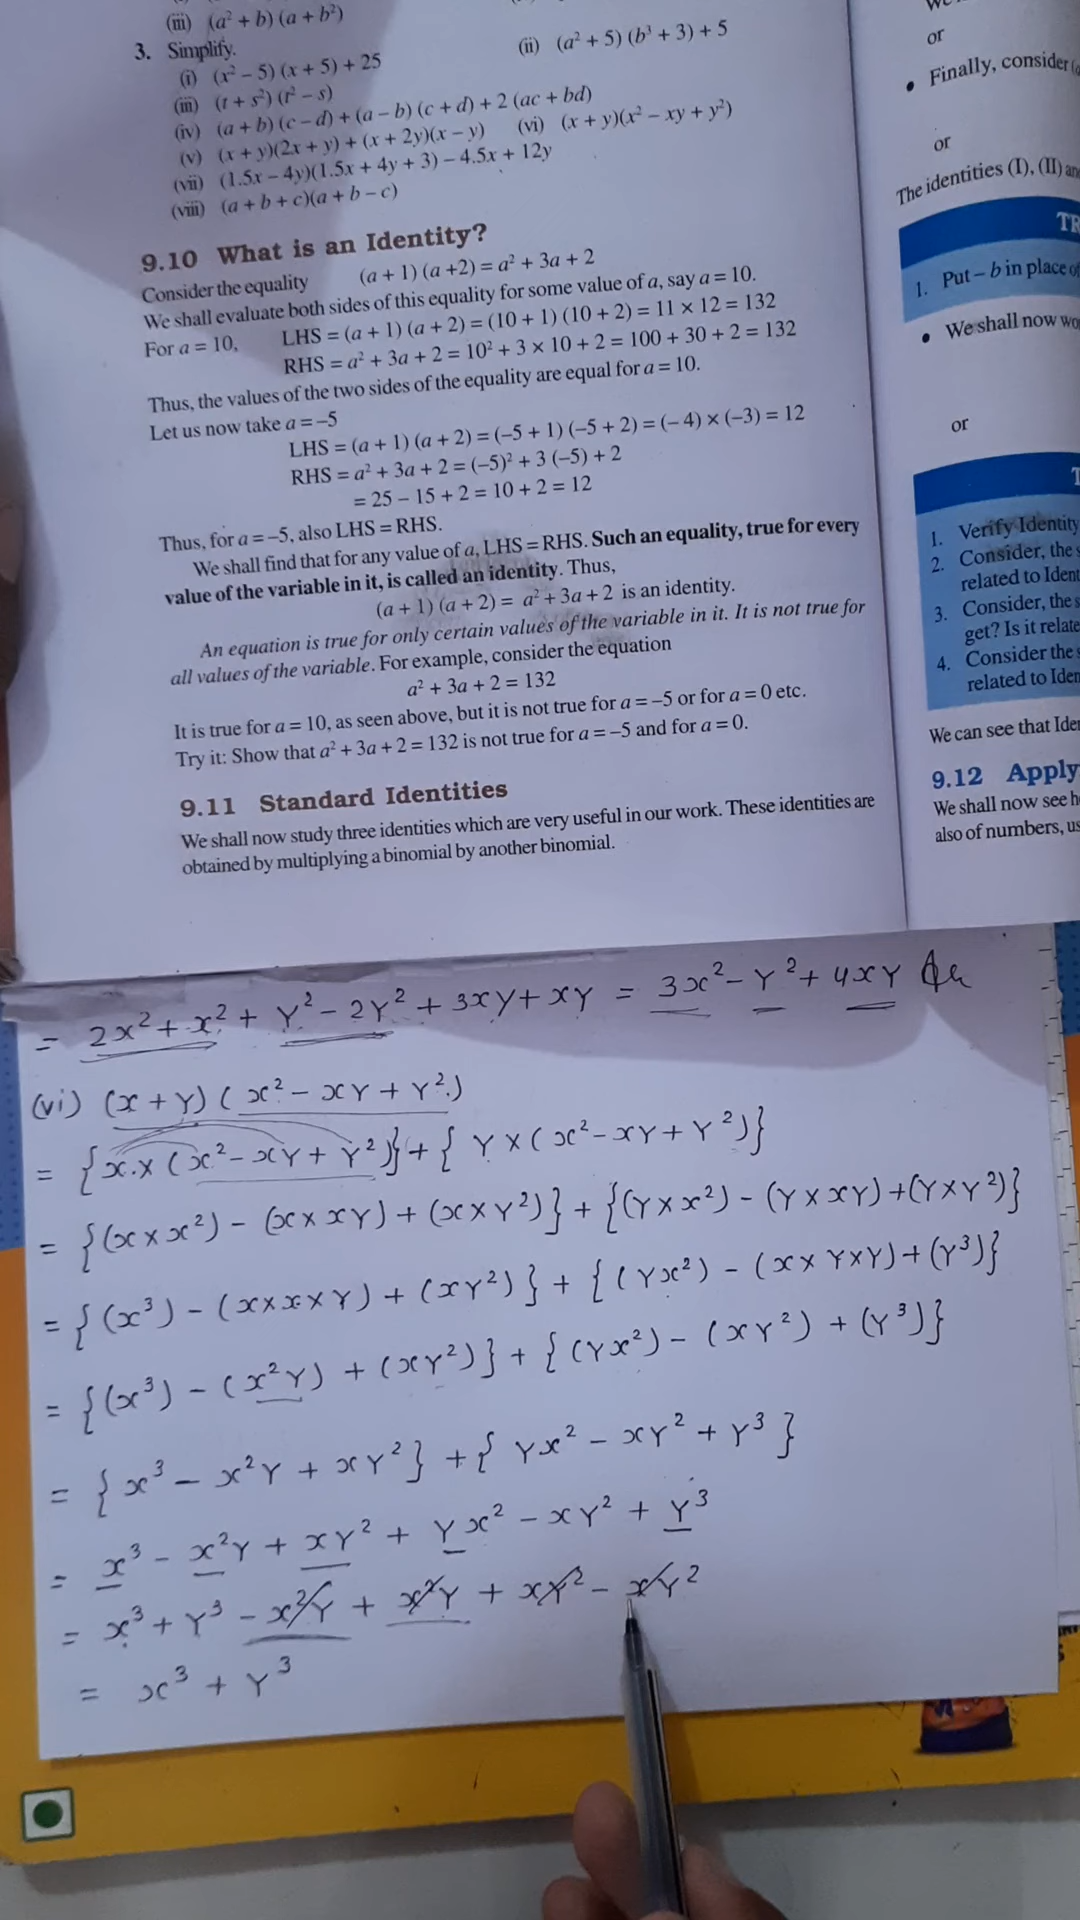 (iii) (a² + b) (a + b²)
3. Simplify.
(i) (x² – 5) (x + 5) + 25
(ii) (a² + 5) (b³ + 3) + 5
(iii) (t + s²) (t² – s)
(iv) (a + b) (c – d) + (a – b) (c + d) + 2 (ac + bd)
(v) (x + y)(2x + y) + (x + 2y)(x – y) (vi) (x + y)(x² – xy + y²)
(vii) (1.5x – 4y)(1.5x + 4y + 3) – 4.5x + 12y
(viii) (a + b + c)(a + b – c)
9.10 What is an Identity?
Consider the equality (a + 1) (a +2) = a² + 3a + 2
We shall evaluate both sides of this equality for some value of a, say a = 10.
For a = 10, LHS = (a + 1) (a + 2) = (10 + 1) (10 + 2) = 11 × 12 = 132
RHS = a² + 3a + 2 = 10² + 3 × 10 + 2 = 100 + 30 + 2 = 132
Thus, the values of the two sides of the equality are equal for a = 10.
Let us now take a = –5
LHS = (a + 1) (a + 2) = (–5 + 1) (–5 + 2) = (– 4) × (–3) = 12
RHS = a² + 3a + 2 = (–5)² + 3 (–5) + 2
= 25 – 15 + 2 = 10 + 2 = 12
Thus, for a = –5, also LHS = RHS.
We shall find that for any value of a, LHS = RHS. Such an equality, true for every
value of the variable in it, is called an identity. Thus,
(a + 1) (a + 2) = a² + 3a + 2 is an identity.
An equation is true for only certain values of the variable in it. It is not true for
all values of the variable. For example, consider the equation
a² + 3a + 2 = 132
It is true for a = 10, as seen above, but it is not true for a = –5 or for a = 0 etc.
Try it: Show that a² + 3a + 2 = 132 is not true for a = –5 and for a = 0.
9.11 Standard Identities
We shall now study three identities which are very useful in our work. These identities are
obtained by multiplying a binomial by another binomial.
or
• Finally, consider
or
The identities (I), (II)
1. Put – b in place of
• We shall now
or
1. Verify Identity
2. Consider, the
related to
3. Consider, the
get? Is it
4. Consider the
related to
We can see that
9.12 Apply
We shall now see
also of numbers,
= 2x² + x² + y² - 2y² + 3xy + xy = 3x² - y² + 4xy
(vi) (x + y) (x² - xy + y²)
= {x × (x² - xy + y²)} + {y × (x² - xy + y²)}
= {(x × x²) - (x × xy) + (x × y²)} + {(y × x²) - (y × xy) + (y × y²)}
= {(x³) - (x × x × y) + (xy²)} + {(yx²) - (x × y × y) + (y³)}
= {(x³) - (x²y) + (xy²)} + {(yx²) - (xy²) + (y³)}
= {x³ - x²y + xy²} + {yx² - xy² + y³}
= x³ - x²y + xy² + yx² - xy² + y³
= x³ + y³ - x²y + x²y + xy² - xy²
= x³ + y³